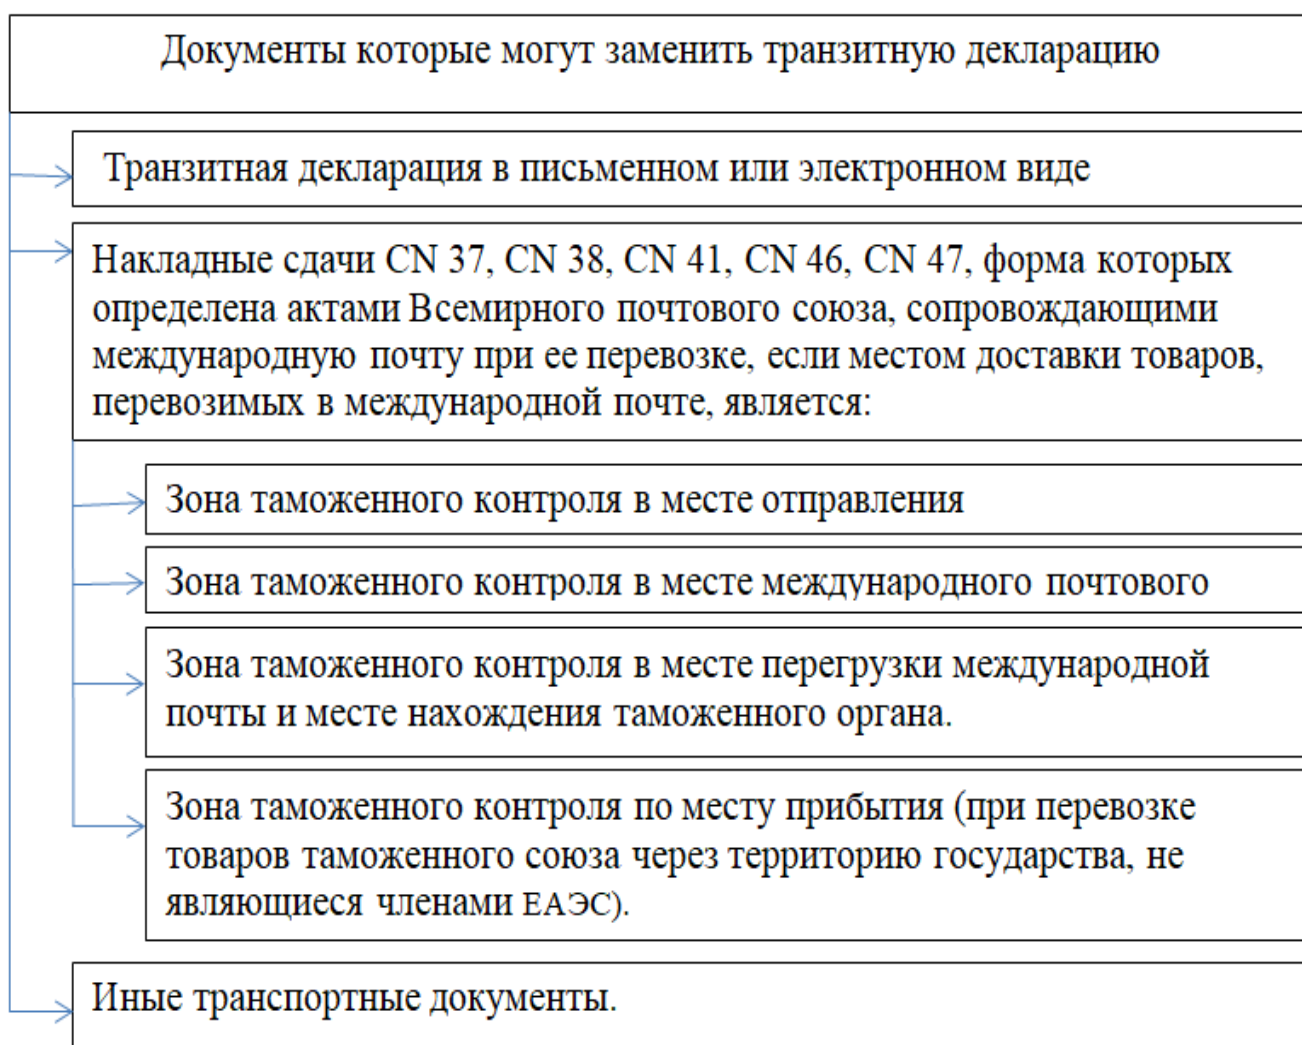 Документы которые могут заменить транзитную декларацию
Транзитная декларация в письменном или электронном виде
Накладные сдачи CN 37, CN 38, CN 41, CN 46, CN 47, форма которых
определена актами Всемирного почтового союза, сопровождающими
международную почту при ее перевозке, если местом доставки товаров,
перевозимых в международной почте, является:
Зона таможенного контроля в месте отправления
Зона таможенного контроля в месте международного почтового
Зона таможенного контроля в месте перегрузки международной
почты и месте нахождения таможенного органа.
Зона таможенного контроля по месту прибытия (при перевозке
товаров таможенного союза через территорию государства, не
являющиеся членами ЕАЭС).
Иные транспортные документы.